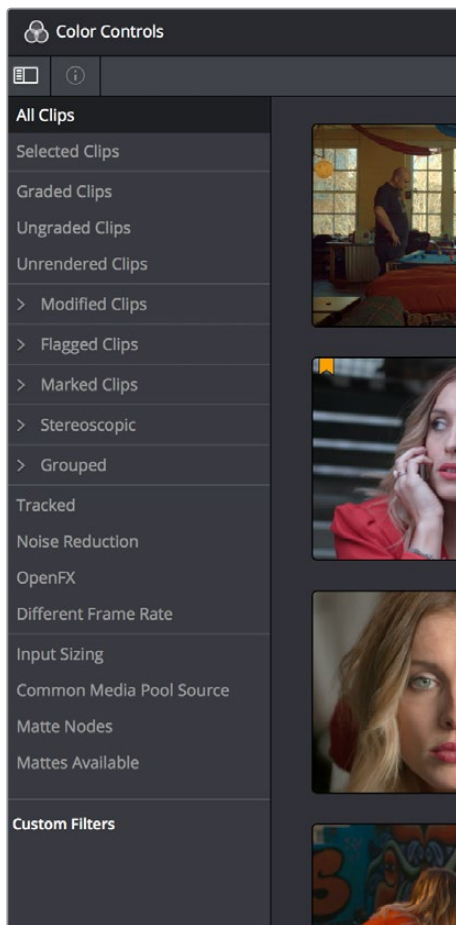 Color Controls
All Clips
Selected Clips
Graded Clips
Ungraded Clips
Unrendered Clips
Modified Clips
Flagged Clips
Marked Clips
Stereoscopic
Grouped
Tracked
Noise Reduction
OpenFX
Different Frame Rate
Input Sizing
Common Media Pool Source
Matte Nodes
Mattes Available
Custom Filters